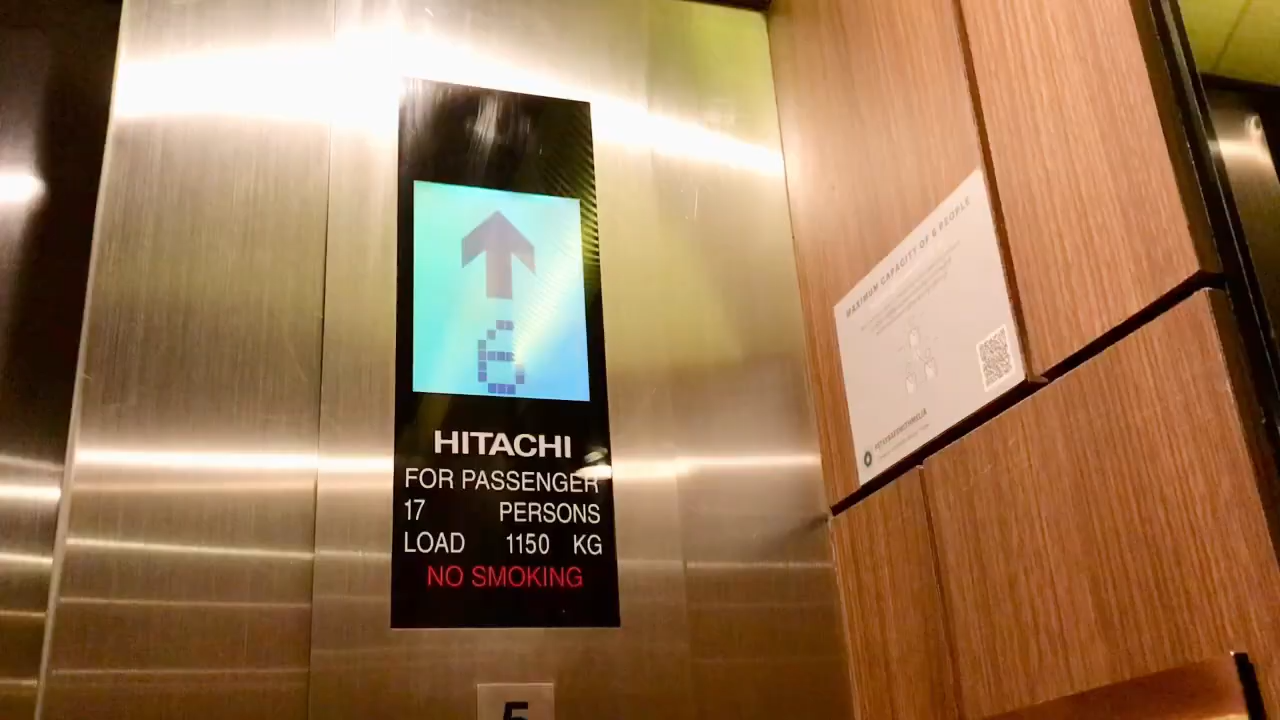 6
HITACHI
FOR PASSENGER
17 PERSONS
LOAD 1150 KG
NO SMOKING
5
MAXIMUM CAPACITY OF 6 PEOPLE